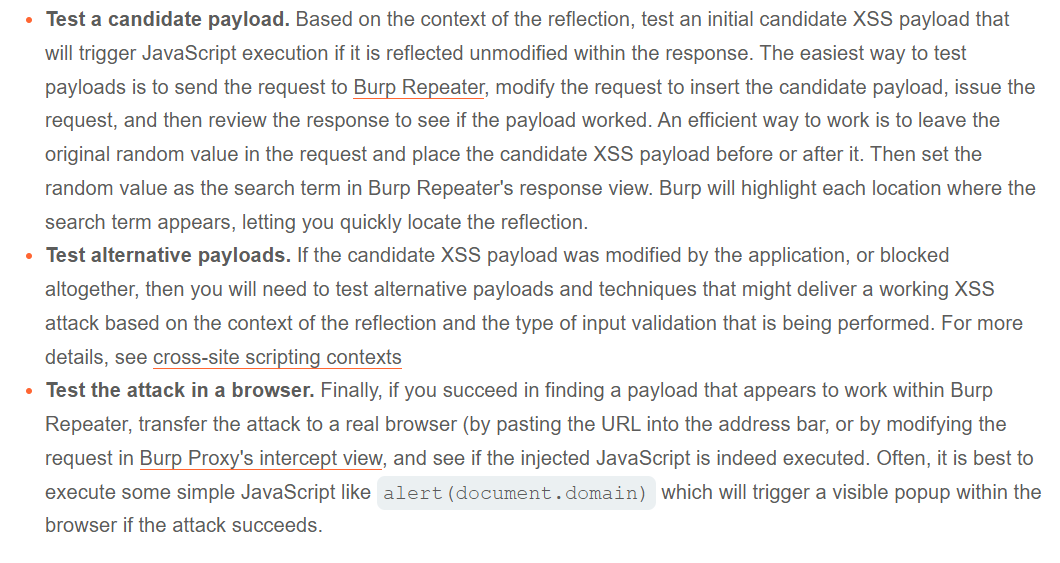 • Test a candidate payload. Based on the context of the reflection, test an initial candidate XSS payload that
will trigger JavaScript execution if it is reflected unmodified within the response. The easiest way to test
payloads is to send the request to Burp Repeater, modify the request to insert the candidate payload, issue the
request, and then review the response to see if the payload worked. An efficient way to work is to leave the
original random value in the request and place the candidate XSS payload before or after it. Then set the
random value as the search term in Burp Repeater's response view. Burp will highlight each location where the
search term appears, letting you quickly locate the reflection.
• Test alternative payloads. If the candidate XSS payload was modified by the application, or blocked
altogether, then you will need to test alternative payloads and techniques that might deliver a working XSS
attack based on the context of the reflection and the type of input validation that is being performed. For more
details, see cross-site scripting contexts
• Test the attack in a browser. Finally, if you succeed in finding a payload that appears to work within Burp
Repeater, transfer the attack to a real browser (by pasting the URL into the address bar, or by modifying the
request in Burp Proxy's intercept view, and see if the injected JavaScript is indeed executed. Often, it is best to
execute some simple JavaScript like alert(document.domain) which will trigger a visible popup within the
browser if the attack succeeds.